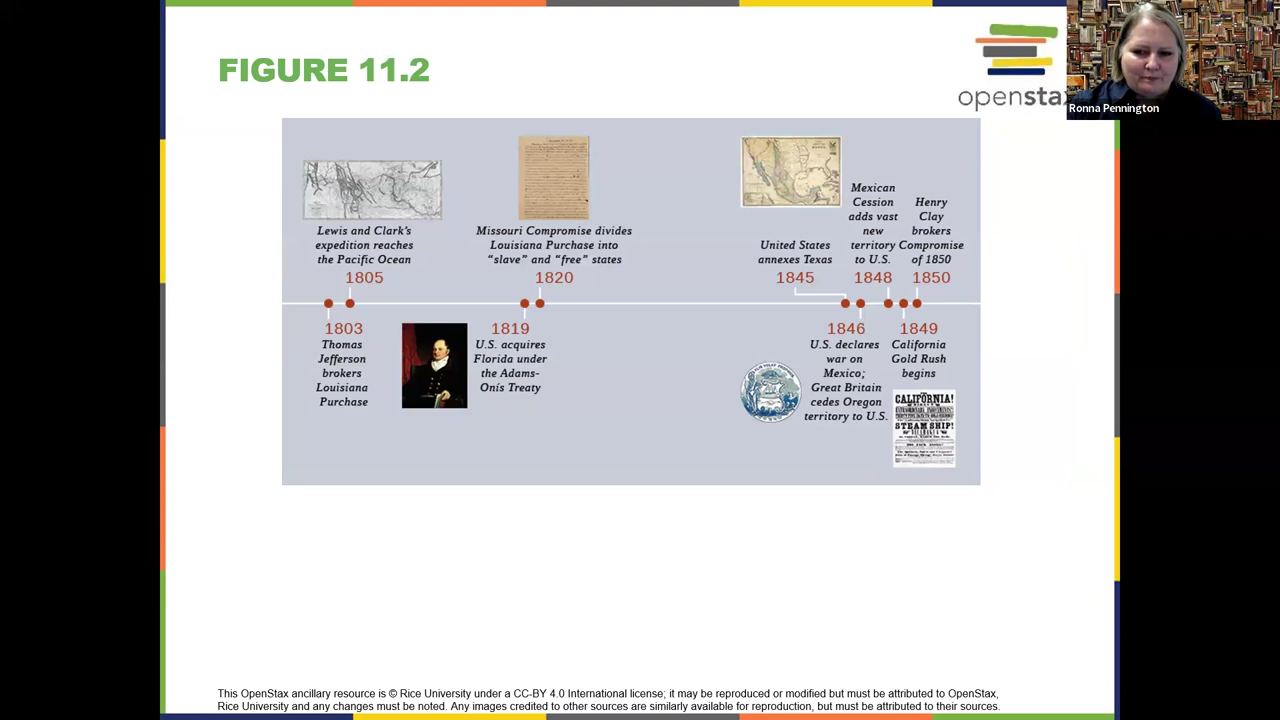 FIGURE 11.2
openstax
Ronna Pennington
Lewis and Clark's
expedition reaches
the Pacific Ocean
1805
Missouri Compromise divides
Louisiana Purchase into
“slave” and “free” states
1820
United States
annexes Texas
1845
Mexican
Cession
adds vast
new
territory
to U.S.
1848
Henry
Clay
brokers
Compromise
of 1850
1850
1803
Thomas
Jefferson
brokers
Louisiana
Purchase
1819
U.S. acquires
Florida under
the Adams-
Onís Treaty
1846
U.S. declares
war on
Mexico;
Great Britain
cedes Oregon
territory to U.S.
1849
California
Gold Rush
begins
CALIFORNIA!
STEAM SHIP!
This OpenStax ancillary resource is © Rice University under a CC-BY 4.0 International license; it may be reproduced or modified but must be attributed to OpenStax,
Rice University and any changes must be noted. Any images credited to other sources are similarly available for reproduction, but must be attributed to their sources.